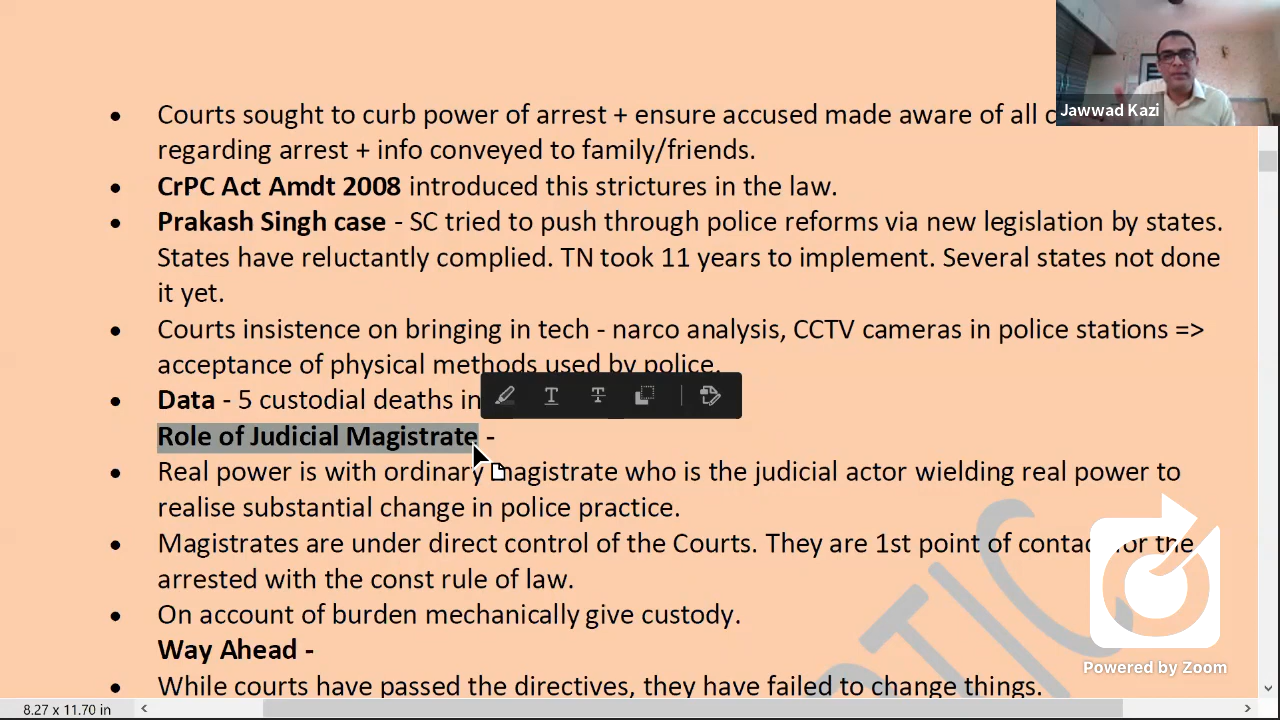 Jawwad Kazi
Courts sought to curb power of arrest + ensure accused made aware of all
regarding arrest + info conveyed to family/friends.
CrPC Act Amdt 2008 introduced this strictures in the law.
Prakash Singh case - SC tried to push through police reforms via new legislation by states.
States have reluctantly complied. TN took 11 years to implement. Several states not done
it yet.
Courts insistence on bringing in tech - narco analysis, CCTV cameras in police stations =>
acceptance of physical methods used by police.
Data - 5 custodial deaths in
Role of Judicial Magistrate -
Real power is with ordinary magistrate who is the judicial actor wielding real power to
realise substantial change in police practice.
Magistrates are under direct control of the Courts. They are 1st point of contact for the
arrested with the const rule of law.
On account of burden mechanically give custody.
Way Ahead -
While courts have passed the directives, they have failed to change things.
Powered by Zoom
8.27 x 11.70 in